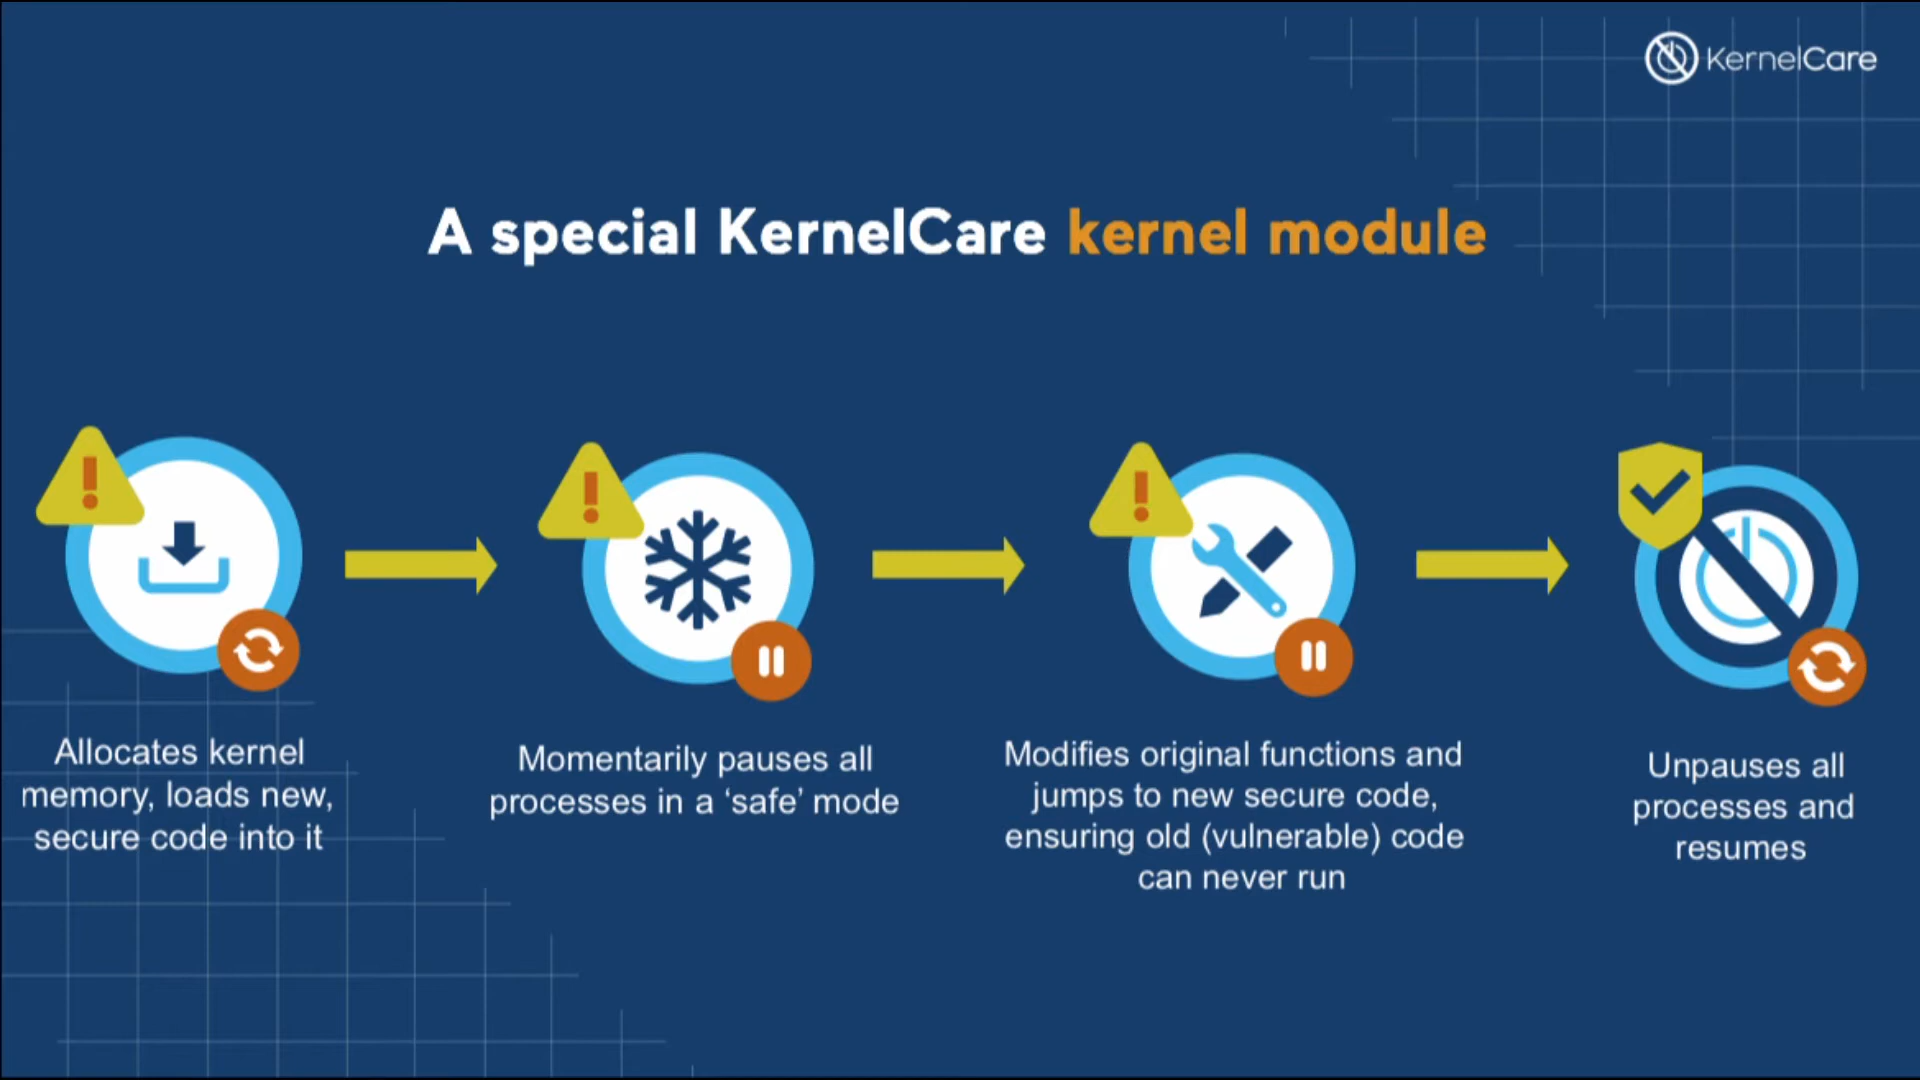 KernelCare
A special KernelCare kernel module
Allocates kernel
memory, loads new,
secure code into it
Momentarily pauses all
processes in a ‘safe’ mode
Modifies original functions and
jumps to new secure code,
ensuring old (vulnerable) code
can never run
Unpauses all
processes and
resumes